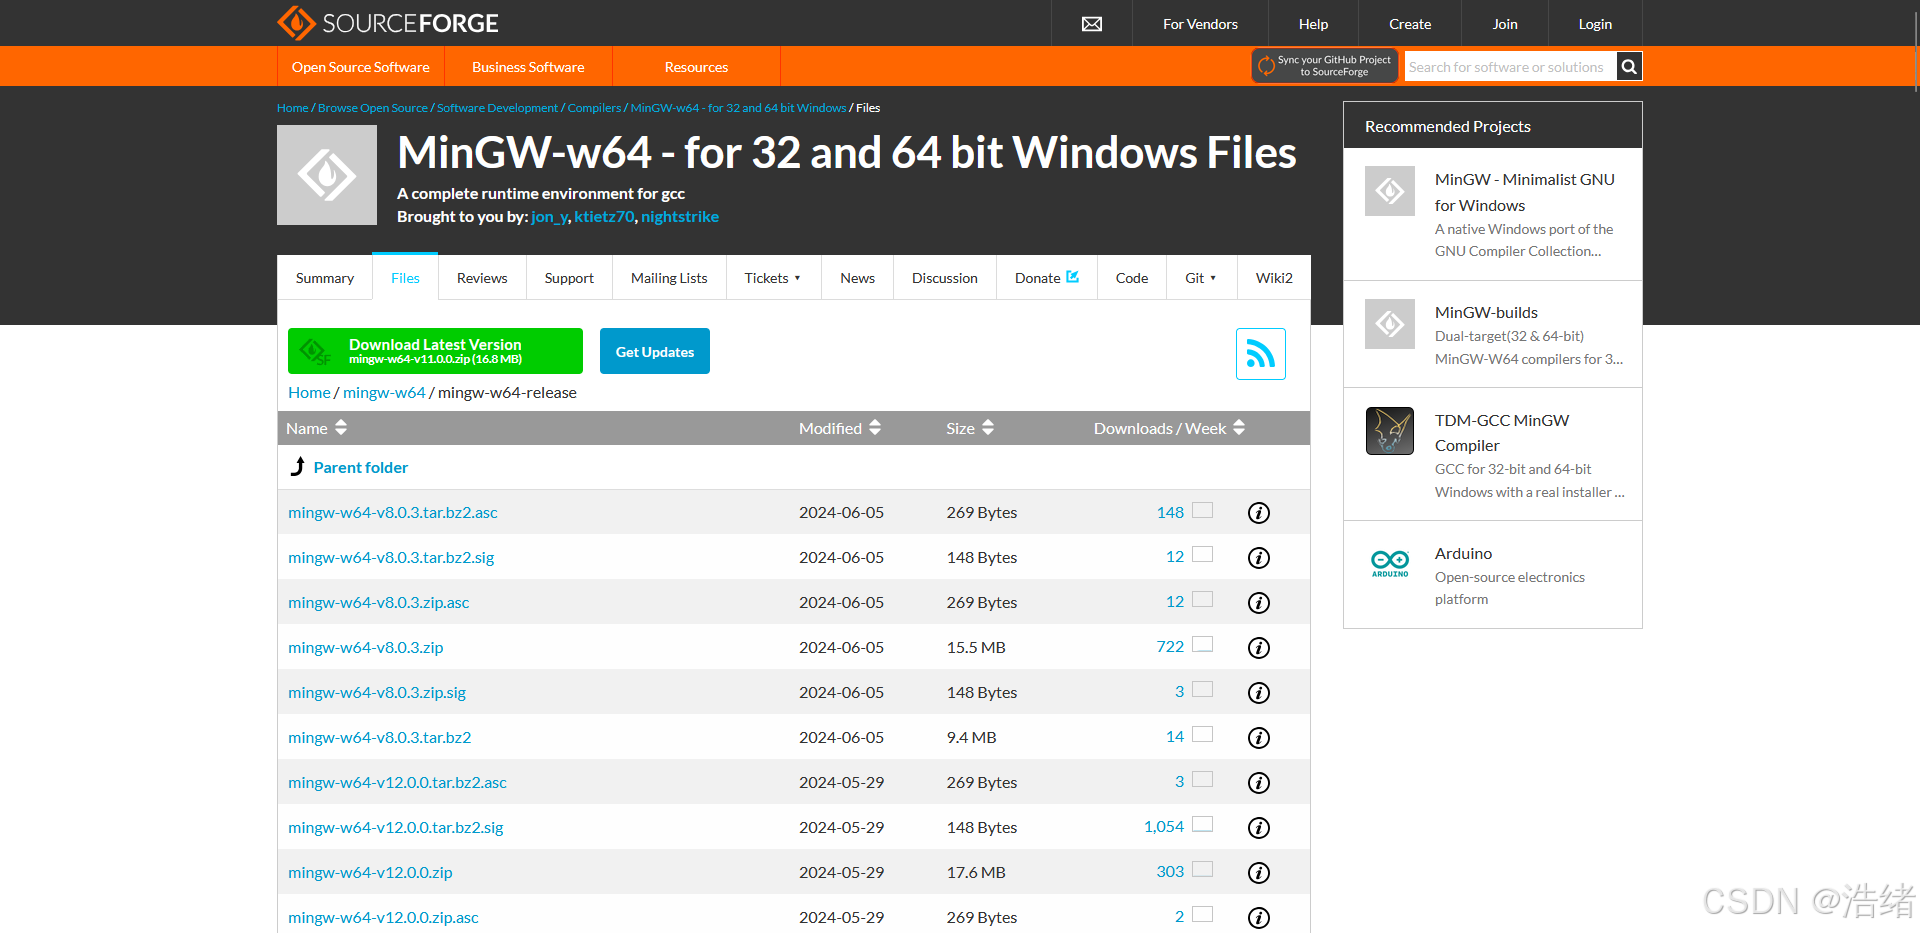 SOURCEFORGE
For Vendors
Help
Create
Join
Login
Open Source Software
Business Software
Resources
Sync your GitHub Project
to SourceForge
Search for software or solutions
Home / Browse Open Source / Software Development / Compilers / MinGW-w64 - for 32 and 64 bit Windows / Files
MinGW-w64 - for 32 and 64 bit Windows Files
A complete runtime environment for gcc
Brought to you by: jon_y, ktietz70, nightstrike
Summary
Files
Reviews
Support
Mailing Lists
Tickets ▾
News
Discussion
Donate
Code
Git ▾
Wiki2
SF
Download Latest Version
mingw-w64-v11.0.0.zip (16.8 MB)
Get Updates
Home / mingw-w64 / mingw-w64-release
Name Modified Size Downloads / Week
Parent folder
mingw-w64-v8.0.3.tar.bz2.asc 2024-06-05 269 Bytes 148 i
mingw-w64-v8.0.3.tar.bz2.sig 2024-06-05 148 Bytes 12 i
mingw-w64-v8.0.3.zip.asc 2024-06-05 269 Bytes 12 i
mingw-w64-v8.0.3.zip 2024-06-05 15.5 MB 722 i
mingw-w64-v8.0.3.zip.sig 2024-06-05 148 Bytes 3 i
mingw-w64-v8.0.3.tar.bz2 2024-06-05 9.4 MB 14 i
mingw-w64-v12.0.0.tar.bz2.asc 2024-05-29 269 Bytes 3 i
mingw-w64-v12.0.0.tar.bz2.sig 2024-05-29 148 Bytes 1,054 i
mingw-w64-v12.0.0.zip 2024-05-29 17.6 MB 303 i
mingw-w64-v12.0.0.zip.asc 2024-05-29 269 Bytes 2 i
Recommended Projects
MinGW - Minimalist GNU
for Windows
A native Windows port of the
GNU Compiler Collection...
MinGW-builds
Dual-target(32 & 64-bit)
MinGW-W64 compilers for 3...
TDM-GCC MinGW
Compiler
GCC for 32-bit and 64-bit
Windows with a real installer ...
ARDUINO
Arduino
Open-source electronics
platform
CSDN @浩绪